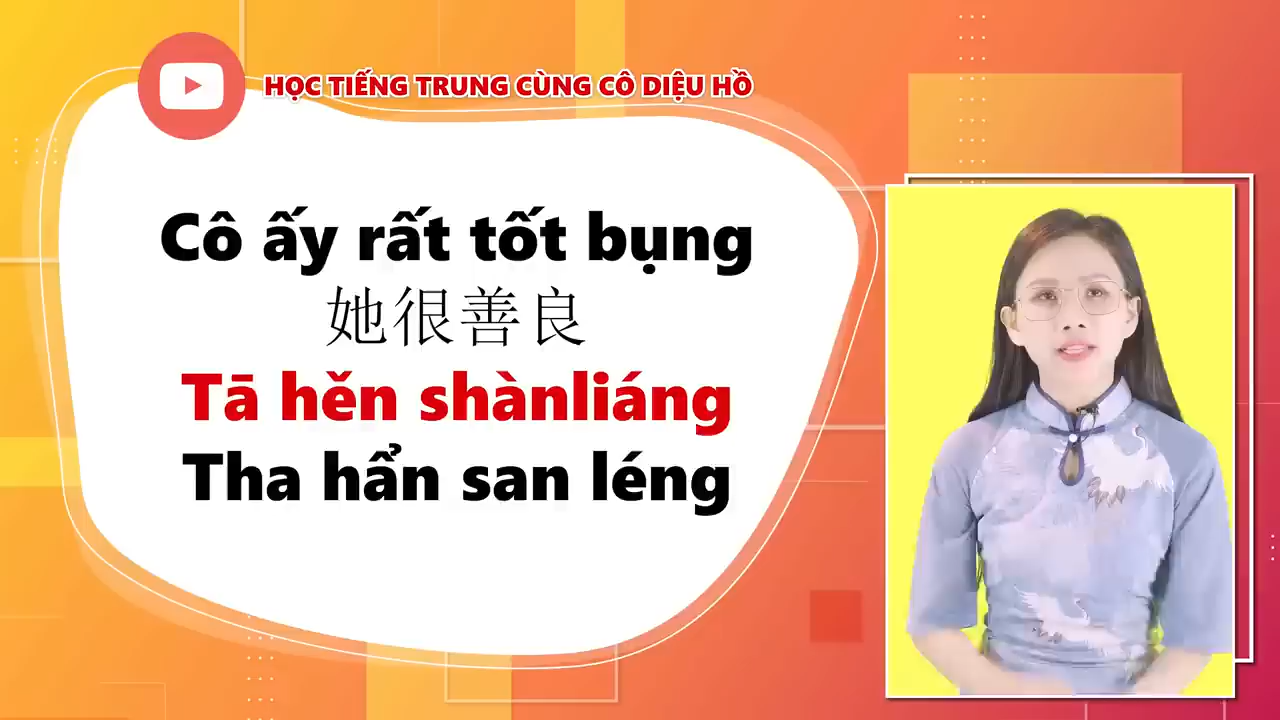 HỌC TIẾNG TRUNG CÙNG CÔ DIỆU HỒ
Cô ấy rất tốt bụng
她很善良
Tā hěn shànliáng
Tha hẩn san léng